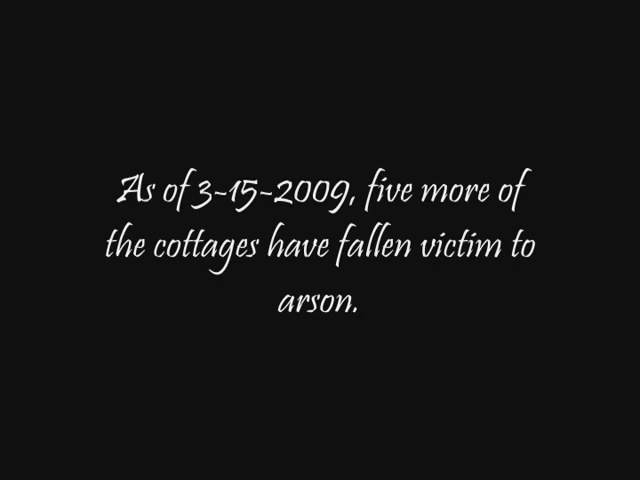 As of 3-15-2009, five more of
the cottages have fallen victim to
arson.